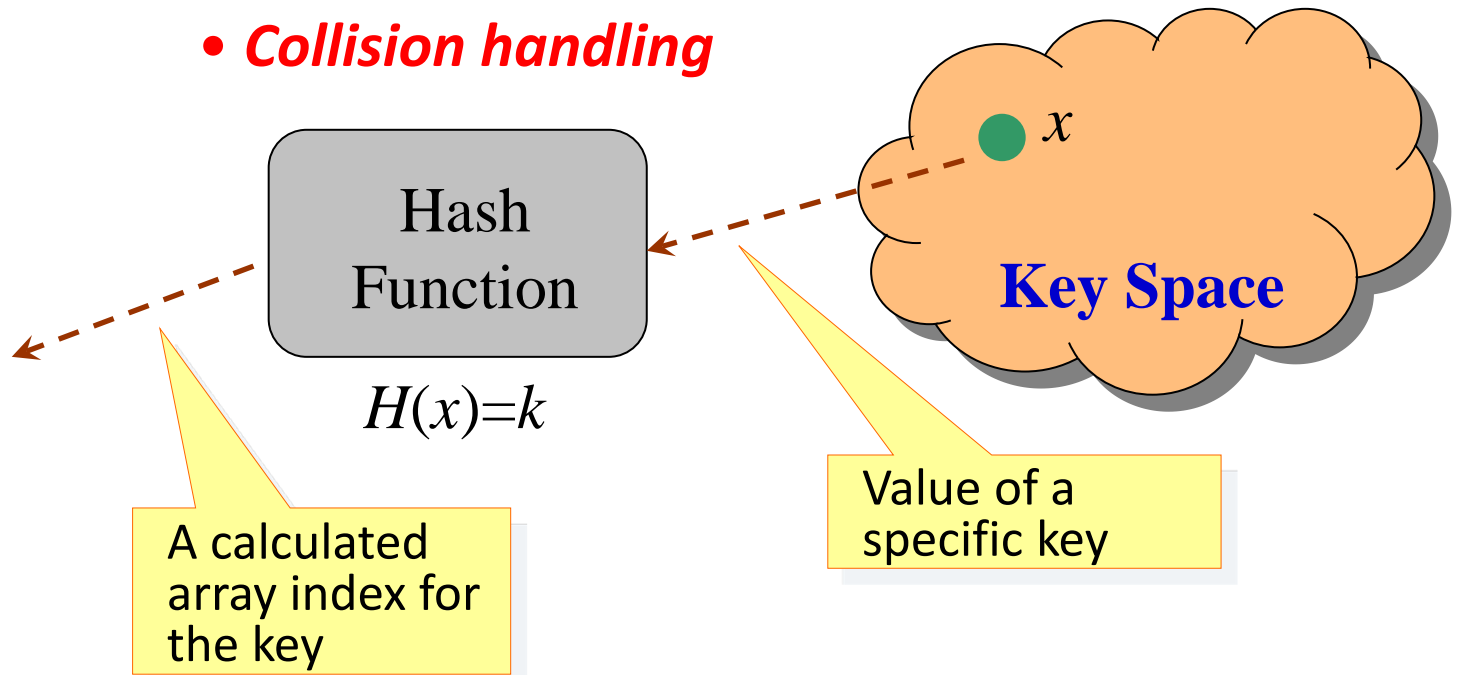 • Collision handling
x
Hash
Function
Key Space
H(x)=k
Value of a
specific key
A calculated
array index for
the key